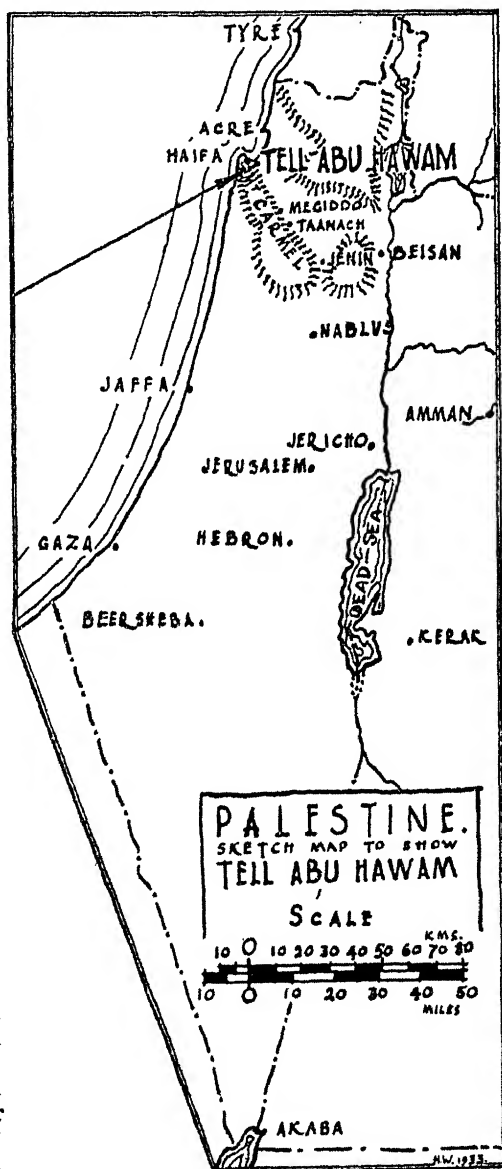 TYRE
ACRE
HAIFA
TELL ABU HAWAM
MEGIDDO
TAANACH
CARMEL
JENIN
BEISAN
NABLUS
JAFFA
AMMAN
JERICHO
JERUSALEM
GAZA
HEBRON
DEAD SEA
BEERSHEBA
KERAK
PALESTINE.
SKETCH MAP TO SHOW
TELL ABU HAWAM
SCALE
KMS.
10 0 10 20 30 40 50 60 70 80
10 0 10 20 30 40 50
MILES
AKABA
H.W. 1933.